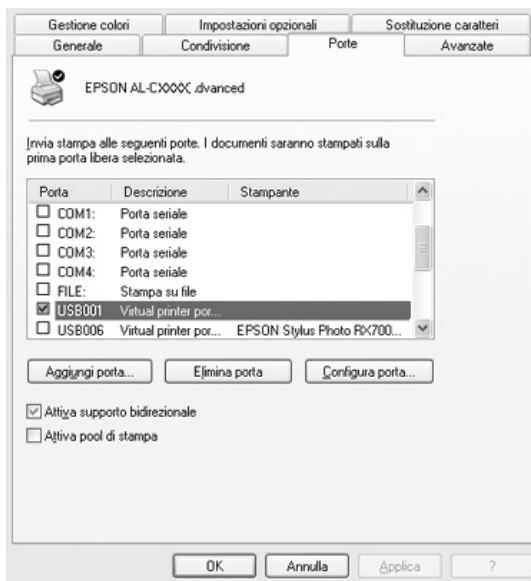 Gestione colori Impostazioni opzionali Sostituzione caratteri
Generale Condivisione Porte Avanzate
EPSON AL-CXXXX dvanced
Invia stampa alle seguenti porte. I documenti saranno stampati sulla
prima porta libera selezionata.
Porta Descrizione Stampante
COM1: Porta seriale
COM2: Porta seriale
COM3: Porta seriale
COM4: Porta seriale
FILE: Stampa su file
USB001 Virtual printer por...
USB006 Virtual printer por... EPSON Stylus Photo RX700...
Aggiungi porta... Elimina porta Configura porta...
Attiva supporto bidirezionale
Attiva pool di stampa
OK Annulla Applica ?